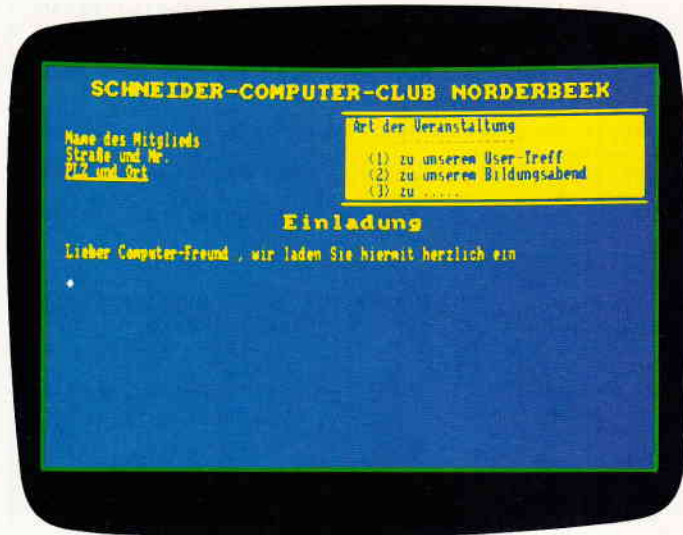 SCHNEIDER-COMPUTER-CLUB NORDERBEEK
Name des Mitglieds
Straße und Nr.
PLZ und Ort
Art der Veranstaltung
(1) zu unserem User-Treff
(2) zu unserem Bildungsabend
(3) zu .....
Einladung
Lieber Computer-Freund , wir laden Sie hiermit herzlich ein